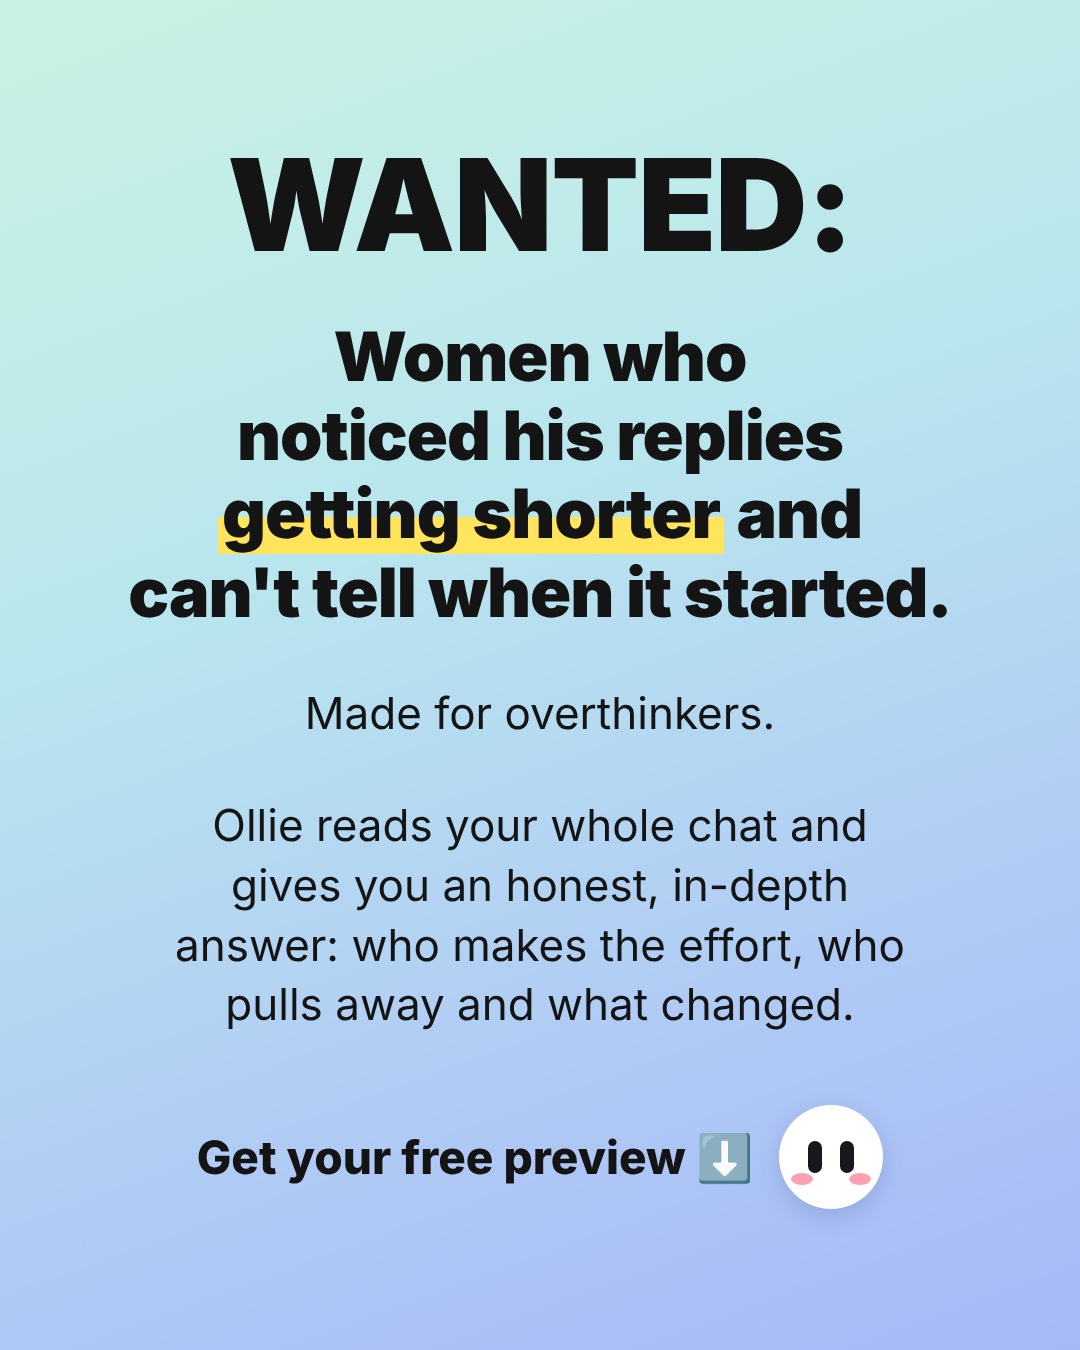 WANTED:
Women who
noticed his replies
getting shorter and
can't tell when it started.
Made for overthinkers.
Ollie reads your whole chat and
gives you an honest, in-depth
answer: who makes the effort, who
pulls away and what changed.
Get your free preview ⬇️